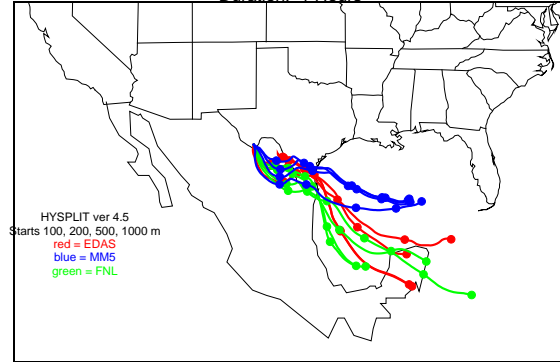 HYSPLIT ver 4.5
Starts 100, 200, 500, 1000 m
red = EDAS
blue = MM5
green = FNL